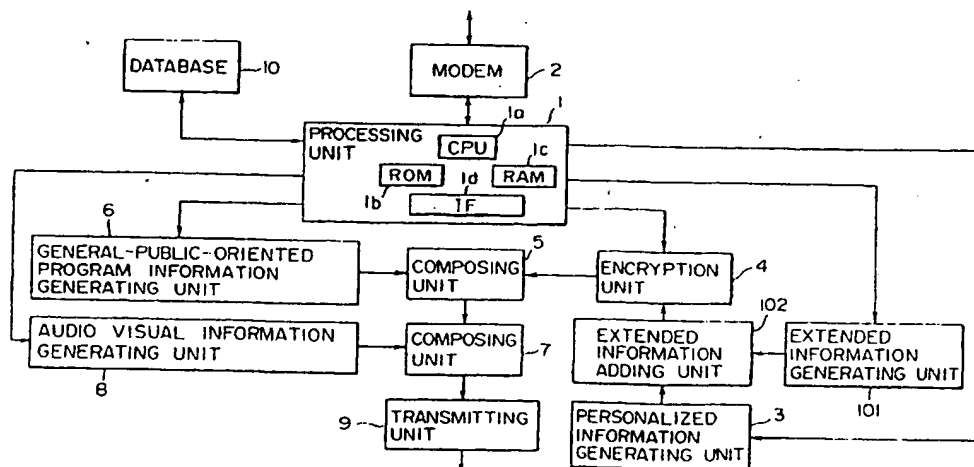 DATABASE
10
MODEM
2
1
PROCESSING
UNIT
1a
CPU
1c
ROM
RAM
1b
1d
IF
6
GENERAL-PUBLIC-ORIENTED
PROGRAM INFORMATION
GENERATING UNIT
5
COMPOSING
UNIT
ENCRYPTION
UNIT
4
102
AUDIO VISUAL INFORMATION
GENERATING UNIT
8
COMPOSING
UNIT
7
EXTENDED
INFORMATION
ADDING UNIT
EXTENDED
INFORMATION
GENERATING UNIT
101
9
TRANSMITTING
UNIT
PERSONALIZED
INFORMATION
GENERATING UNIT
3